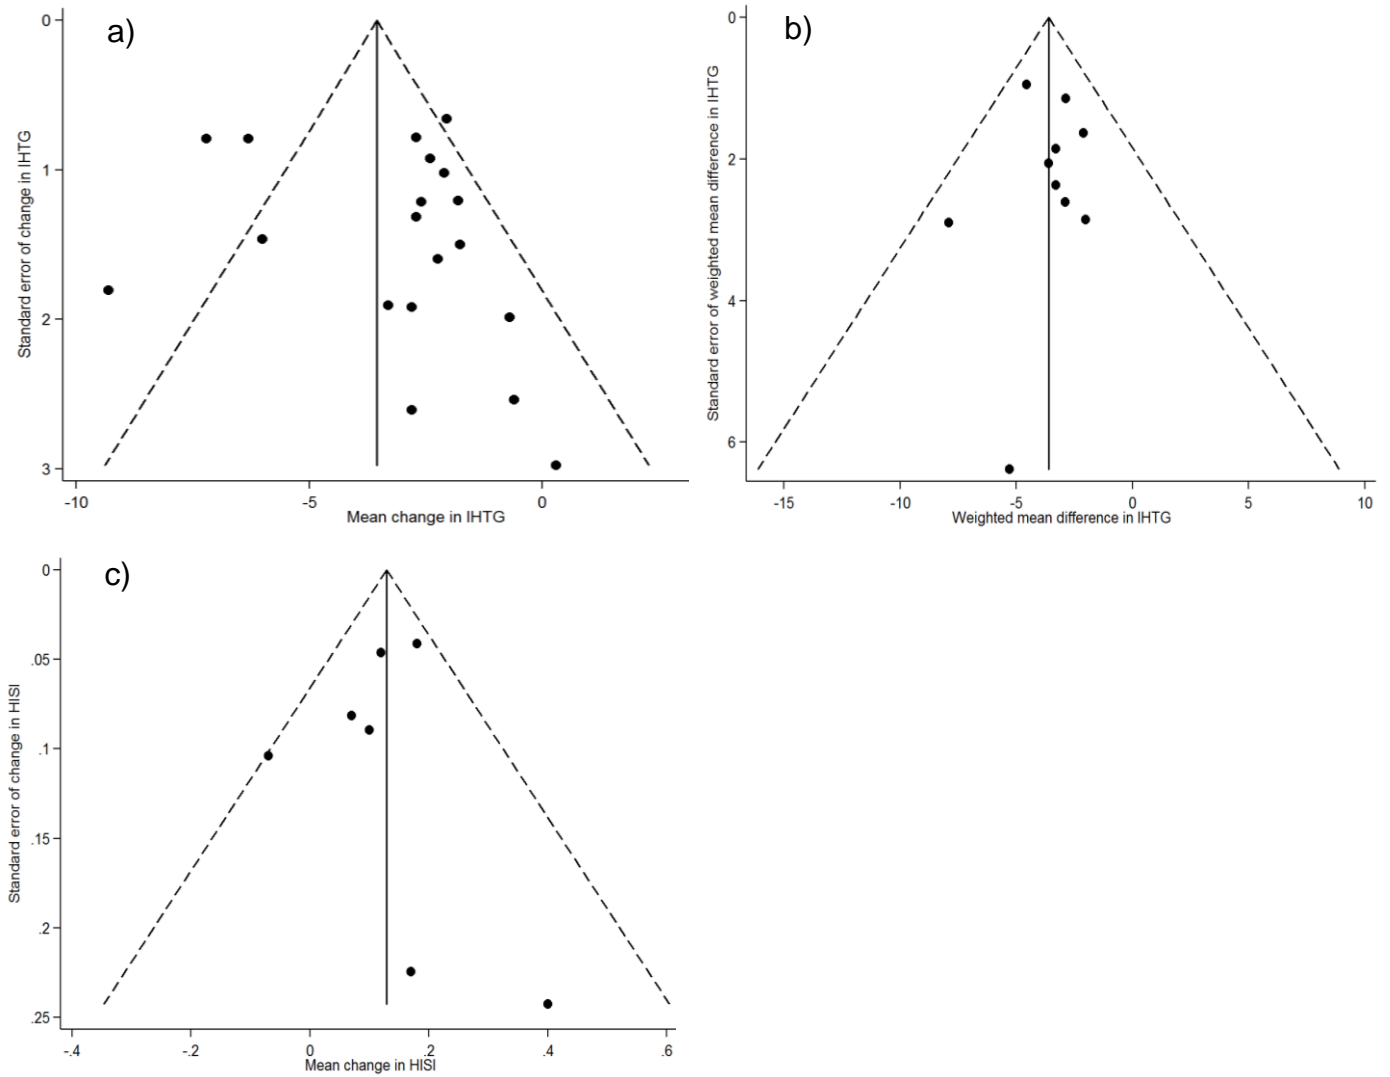 a)
0
1
2
3
Standard error of change in IHTG
-10 -5 0
Mean change in IHTG
b)
0
2
4
6
Standard error of weighted mean difference in IHTG
-15 -10 -5 0 5 10
Weighted mean difference in IHTG
c)
0
.05
.1
.15
.2
.25
Standard error of change in HISI
-.4 -.2 0 .2 .4 .6
Mean change in HISI